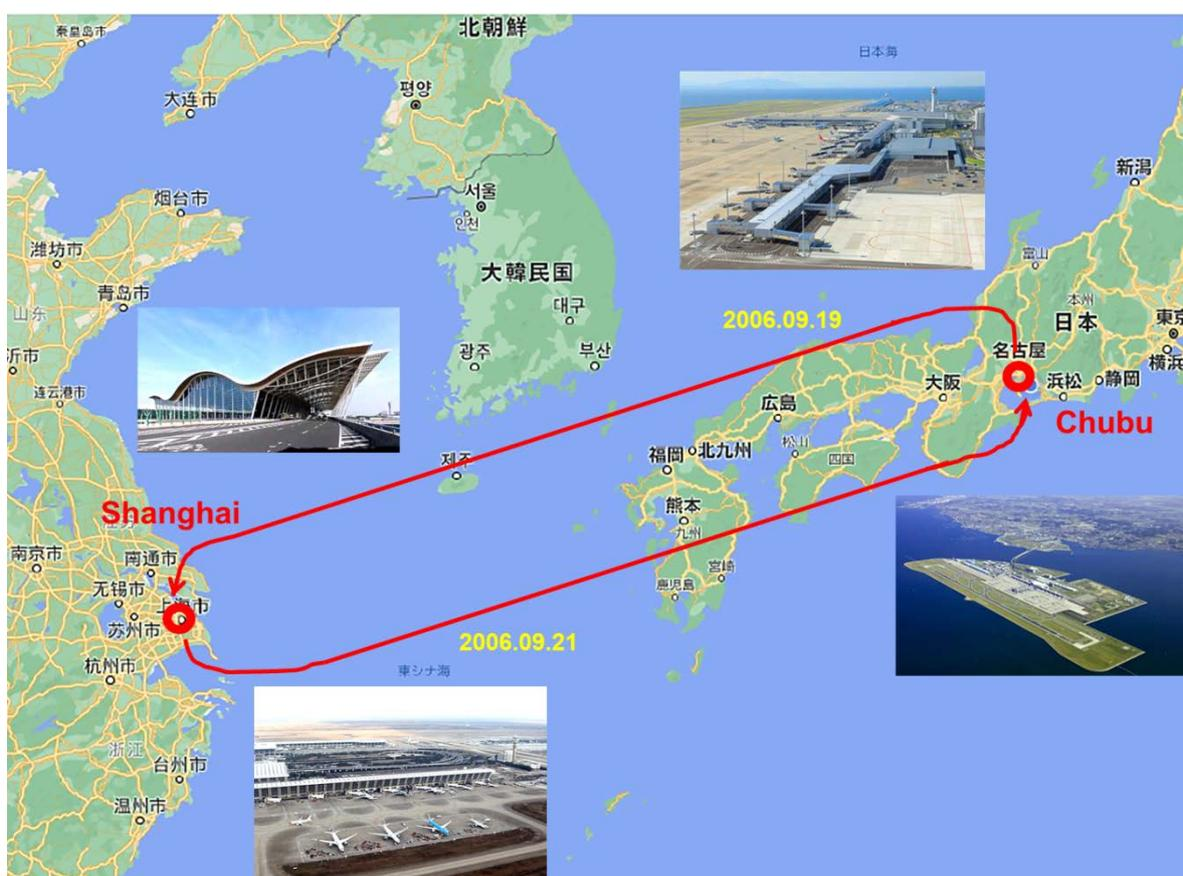 北朝鮮
秦皇岛市
日本海
平양
大连市
新潟
烟台市
서울
인천
富山
潍坊市
大韓民国
本州
青岛市
대구
山东
2006.09.19
日本
東京
광주
부산
名古屋
横浜
沂市
大阪
浜松
静岡
连云港市
広島
Chubu
松山
제주
福岡
北九州
四国
Shanghai
熊本
九州
南京市
南通市
宮崎
鹿児島
无锡市
上海市
苏州市
2006.09.21
杭州市
東シナ海
浙江
台州市
温州市